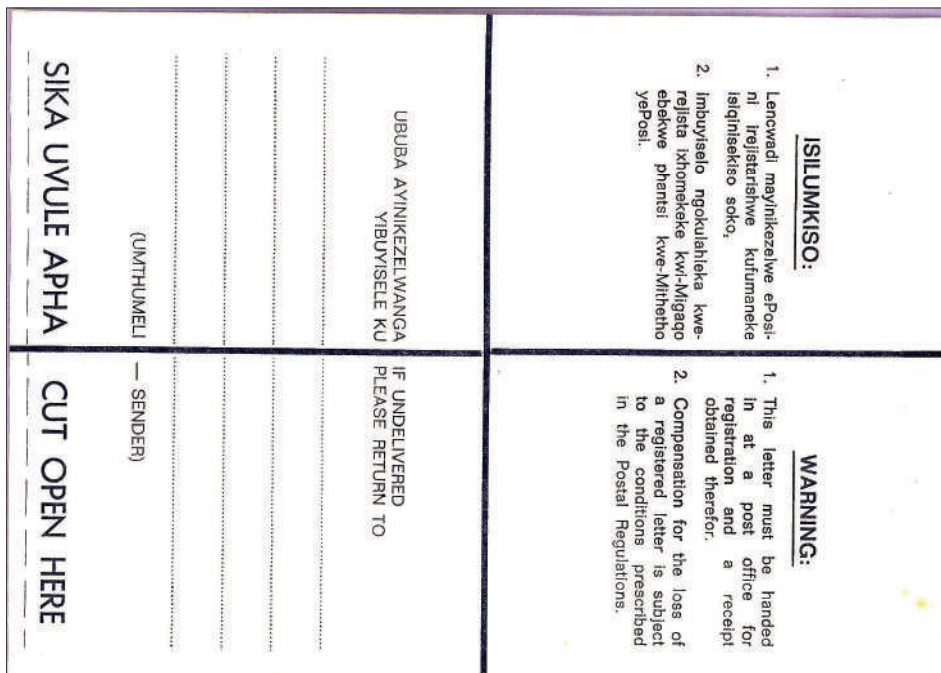 ISILUMKISO:
1. Lencwadi mayinikezelwe ePosi-
ni irejistarishwe kufumaneke
isiqinisekiso soko,
2. Imbuyiselo ngokulahleka kwe-
rejista ixhomekeke kwi-Migaqo
ebekwe phantsi kwe-Mithetho
yePosi.
WARNING:
1. This letter must be handed
in at a post office for
registration and a receipt
obtained therefor.
2. Compensation for the loss of
a registered letter is subject
to the conditions prescribed
in the Postal Regulations.
UBUBA AYINIKEZELWANGA
YIBUYISELE KU
IF UNDELIVERED
PLEASE RETURN TO
(UMTHUMELI — SENDER)
SIKA UVULE APHA CUT OPEN HERE